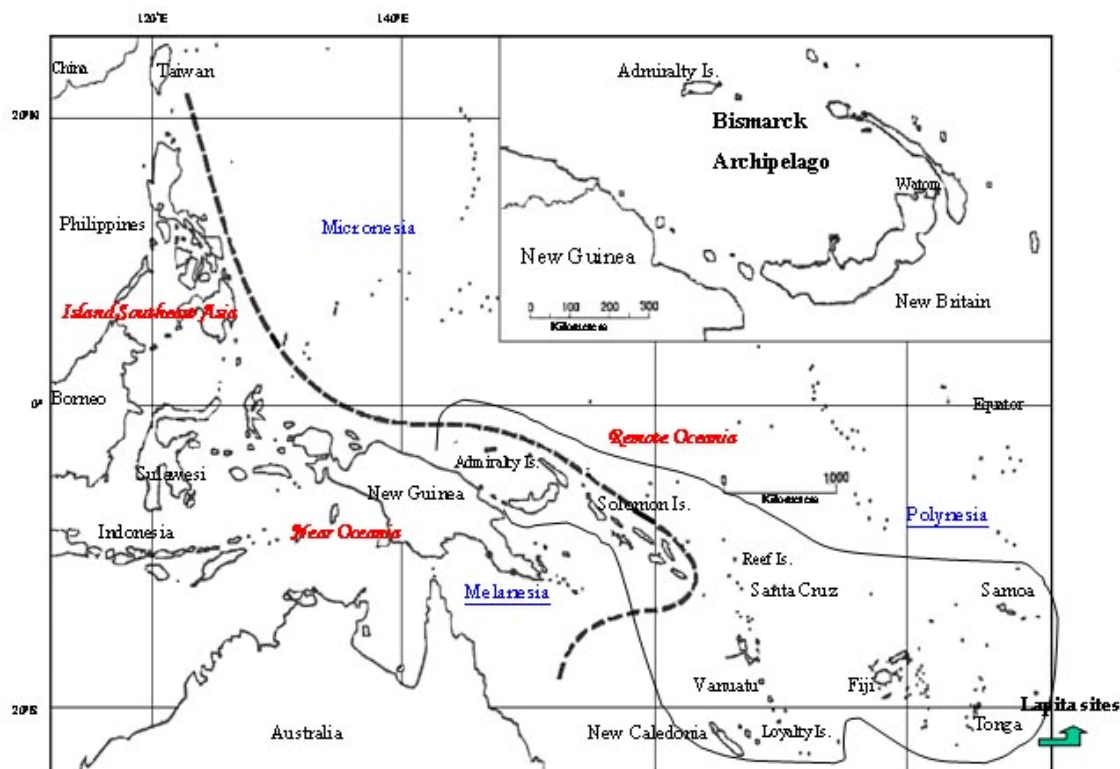 120°E 140°E
China
Taiwan
20°N
Admiralty Is.
Bismarck
Archipelago
Watom
Philippines
Micronesia
New Guinea
New Britain
0 100 200 300
Kilometers
Island Southeast Asia
0°
Borneo
Equator
Remote Oceania
Admiralty Is.
Sulawesi
New Guinea
0 1000
Kilometers
Solomon Is.
Polynesia
Indonesia
Near Oceania
Reef Is.
Melanesia
Santa Cruz
Samoa
Vanuatu
Fiji
20°S
Lapita sites
Australia
New Caledonia
Loyalty Is.
Tonga